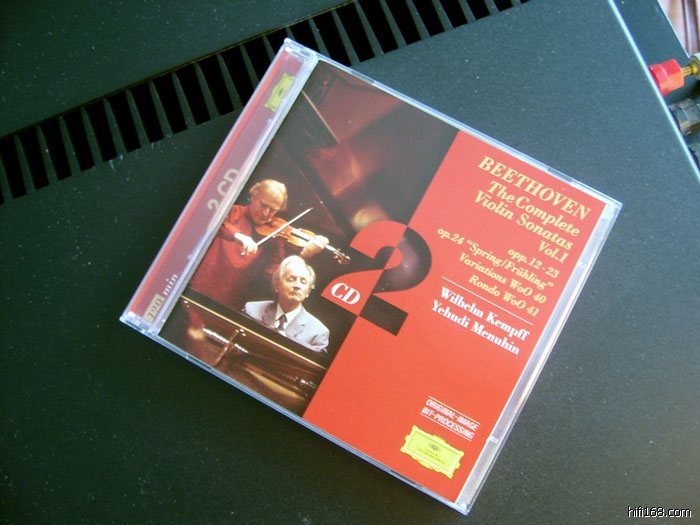 BEETHOVEN
The Complete
Violin Sonatas
Vol.I
opp. 12 · 23
op.24 "Spring/Frühling"
Variations WoO 40
Rondo WoO 41
Wilhelm Kempff
Yehudi Menuhin
2
CD
ORIGINAL-IMAGE
BIT-PROCESSING
2 CD
min
hifi168.com